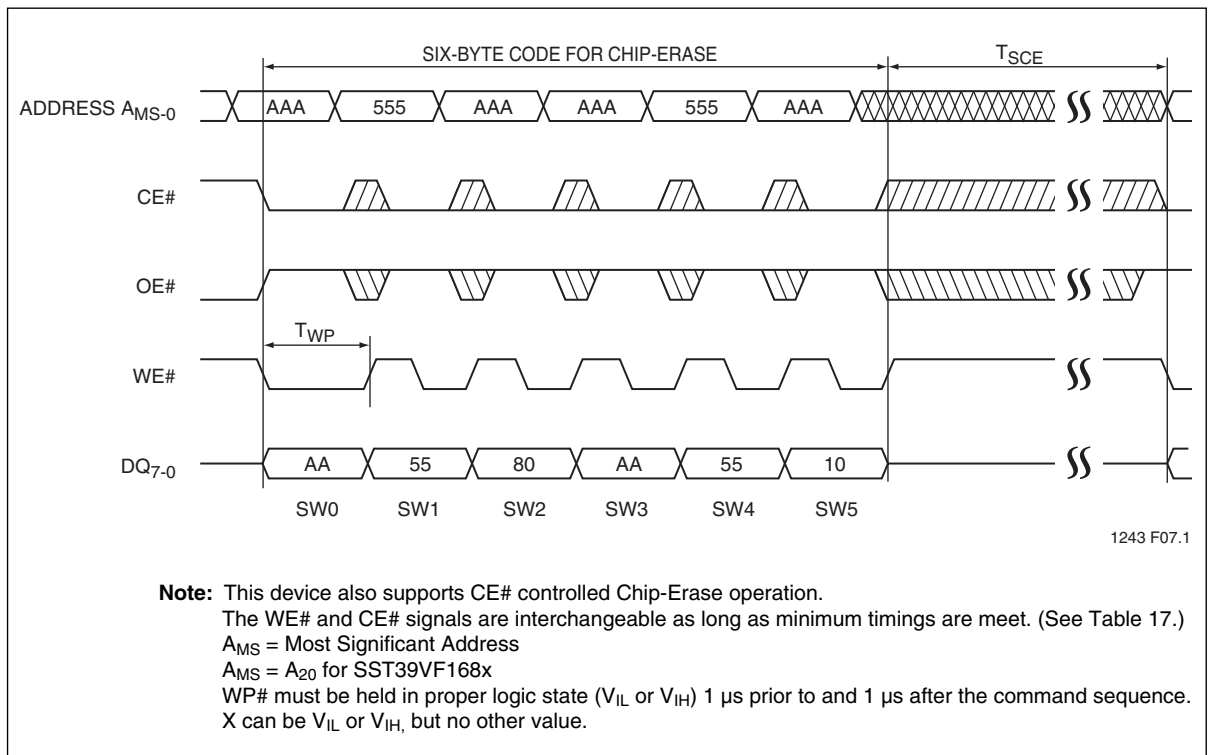 SIX-BYTE CODE FOR CHIP-ERASE TSCE
ADDRESS AMS-0 AAA 555 AAA AAA 555 AAA
CE#
OE#
TWP
WE#
DQ7-0 AA 55 80 AA 55 10
SW0 SW1 SW2 SW3 SW4 SW5
1243 F07.1
Note: This device also supports CE# controlled Chip-Erase operation.
The WE# and CE# signals are interchangeable as long as minimum timings are meet. (See Table 17.)
AMS = Most Significant Address
AMS = A20 for SST39VF168x
WP# must be held in proper logic state (VIL or VIH) 1 µs prior to and 1 µs after the command sequence.
X can be VIL or VIH, but no other value.